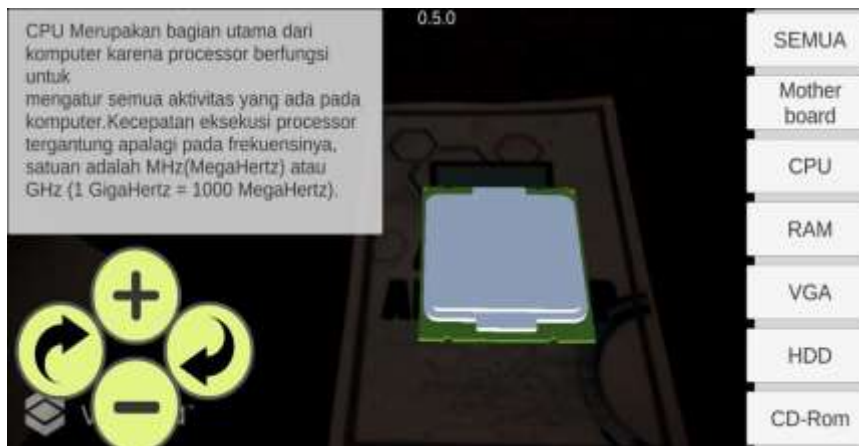 CPU Merupakan bagian utama dari
komputer karena processor berfungsi
untuk
mengatur semua aktivitas yang ada pada
komputer.Kecepatan eksekusi processor
tergantung apalagi pada frekuensinya,
satuan adalah MHz(MegaHertz) atau
GHz (1 GigaHertz = 1000 MegaHertz).
0.5.0
SEMUA
Mother
board
CPU
RAM
VGA
HDD
CD-Rom